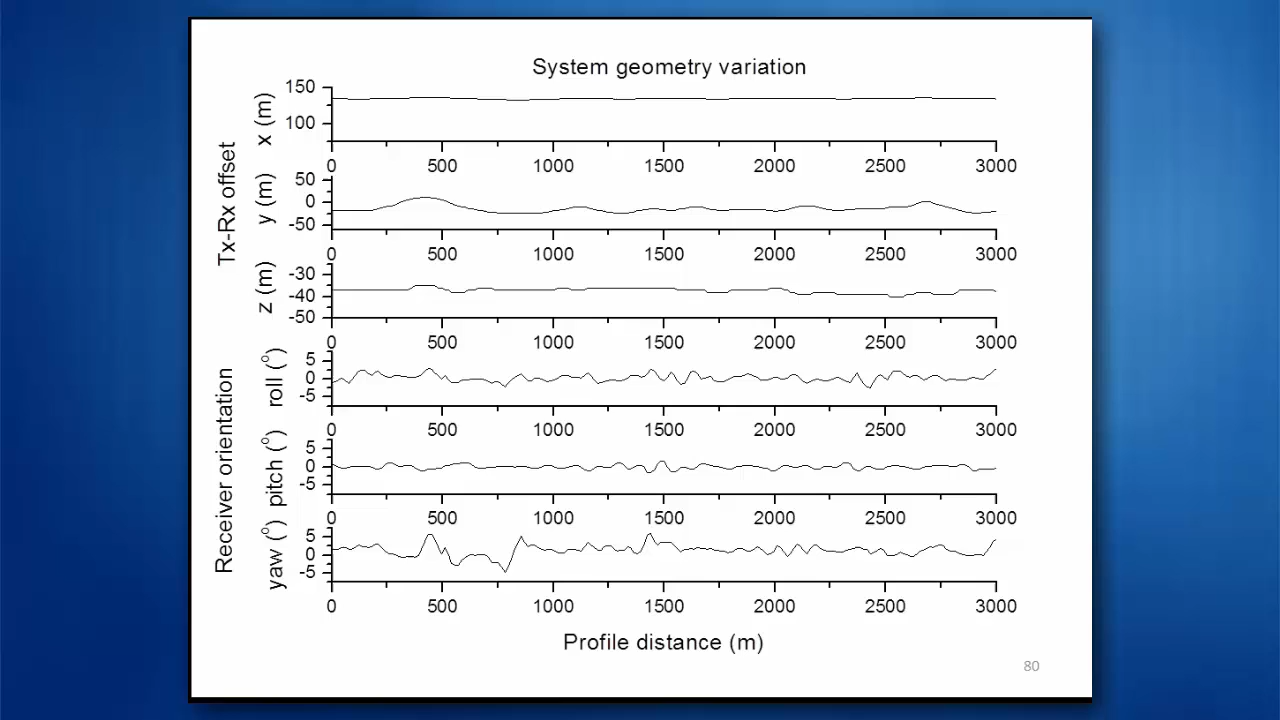 System geometry variation
Tx-Rx offset
x (m)
150
100
0 500 1000 1500 2000 2500 3000
y (m)
50
0
-50
0 500 1000 1500 2000 2500 3000
z (m)
-30
-40
-50
0 500 1000 1500 2000 2500 3000
Receiver orientation
roll (°)
5
0
-5
0 500 1000 1500 2000 2500 3000
pitch (°)
5
0
-5
0 500 1000 1500 2000 2500 3000
yaw (°)
5
0
-5
0 500 1000 1500 2000 2500 3000
Profile distance (m)
80